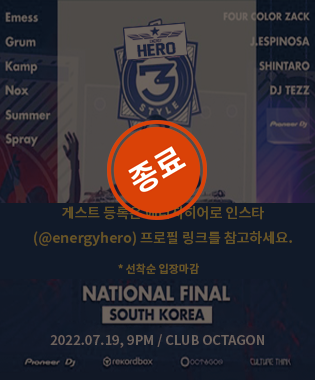 Emess
Grum
Kamp
Nox
Summer
Spray
FOUR COLOR ZACK
J.ESPINOSA
SHINTARO
DJ TEZZ
Pioneer Dj
HERO
3
STYLE
종료
게스트 등록은 인스타
(@energyhero) 프로필 링크를 참고하세요.
* 선착순 입장마감
NATIONAL FINAL
SOUTH KOREA
2022.07.19, 9PM / CLUB OCTAGON
Pioneer Dj
rekordbox
OCTAGON
CULTURE THINK